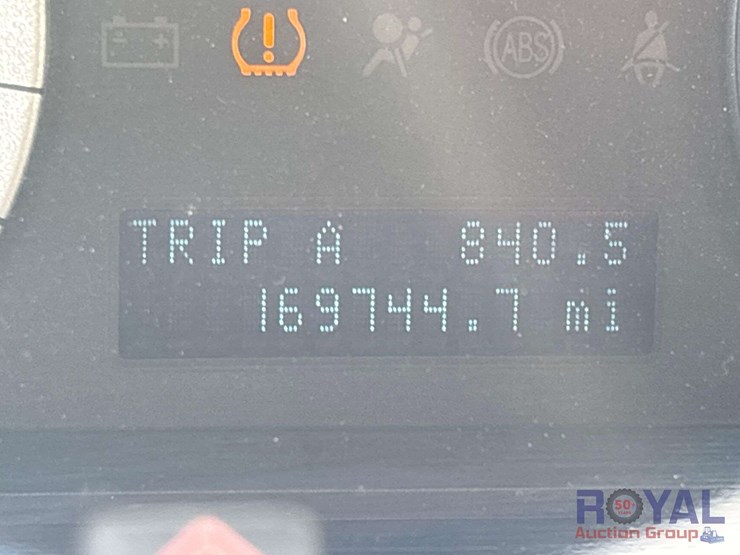 ABS
TRIP A 840.5
169744.7 mi
ROYAL
Auction Group